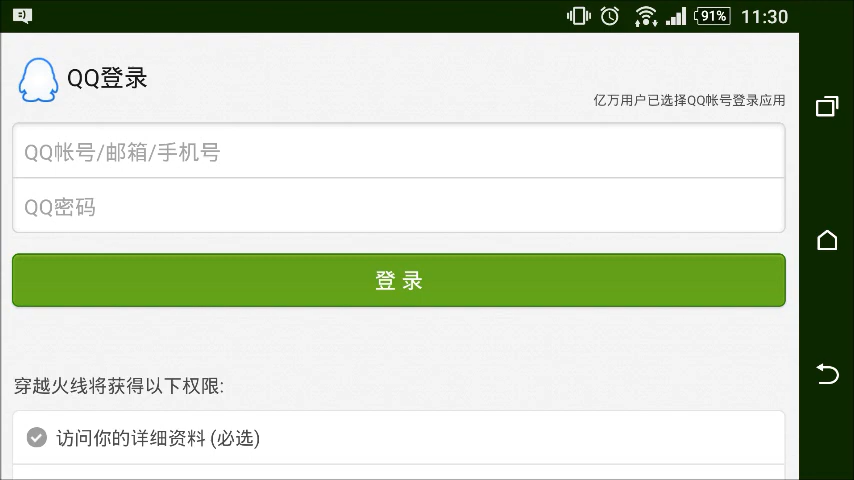 91% 11:30
QQ登录
亿万用户已选择QQ帐号登录应用
QQ帐号/邮箱/手机号
QQ密码
登 录
穿越火线将获得以下权限:
访问你的详细资料 (必选)